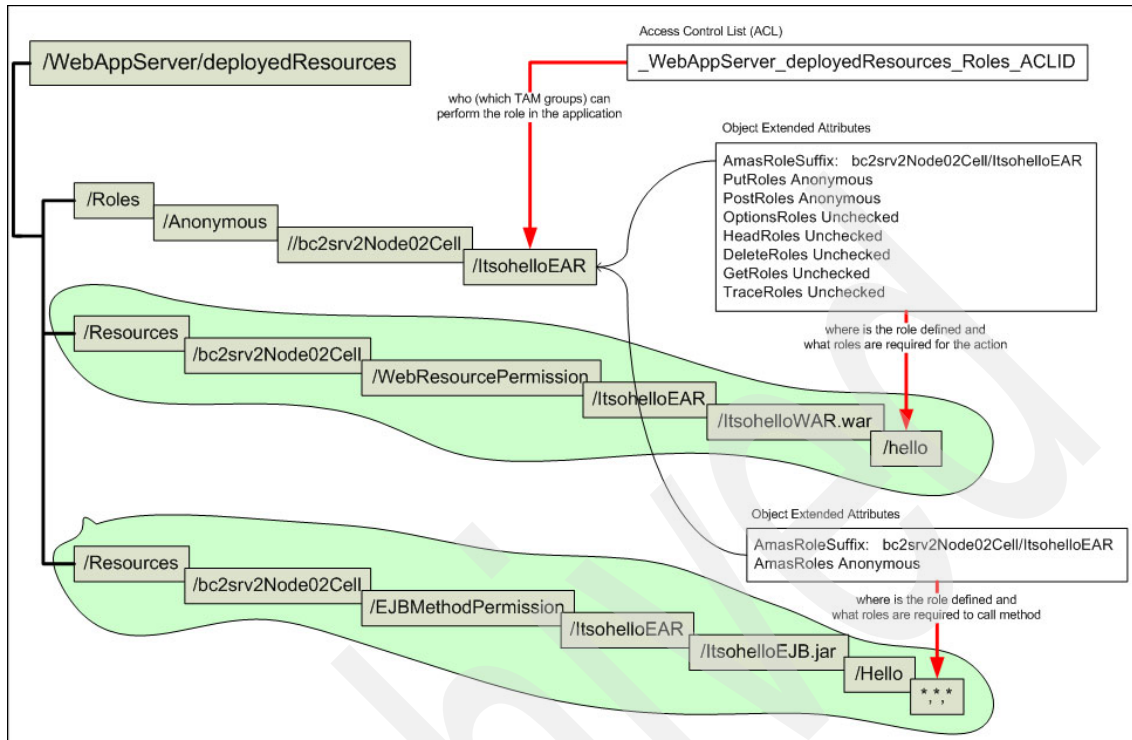 Access Control List (ACL)
/WebAppServer/deployedResources
_WebAppServer_deployedResources_Roles_ACLID
who (which TAM groups) can
perform the role in the application
Object Extended Attributes
AmasRoleSuffix: bc2srv2Node02Cell/ItsohelloEAR
PutRoles Anonymous
PostRoles Anonymous
OptionsRoles Unchecked
HeadRoles Unchecked
DeleteRoles Unchecked
GetRoles Unchecked
TraceRoles Unchecked
/Roles
/Anonymous
//bc2srv2Node02Cell
/ItsohelloEAR
where is the role defined and
what roles are required for the action
/Resources
/bc2srv2Node02Cell
/WebResourcePermission
/ItsohelloEAR
/ItsohelloWAR.war
/hello
Object Extended Attributes
AmasRoleSuffix: bc2srv2Node02Cell/ItsohelloEAR
AmasRoles Anonymous
where is the role defined and
what roles are required to call method
/Resources
/bc2srv2Node02Cell
/EJBMethodPermission
/ItsohelloEAR
/ItsohelloEJB.jar
/Hello
*,*,*